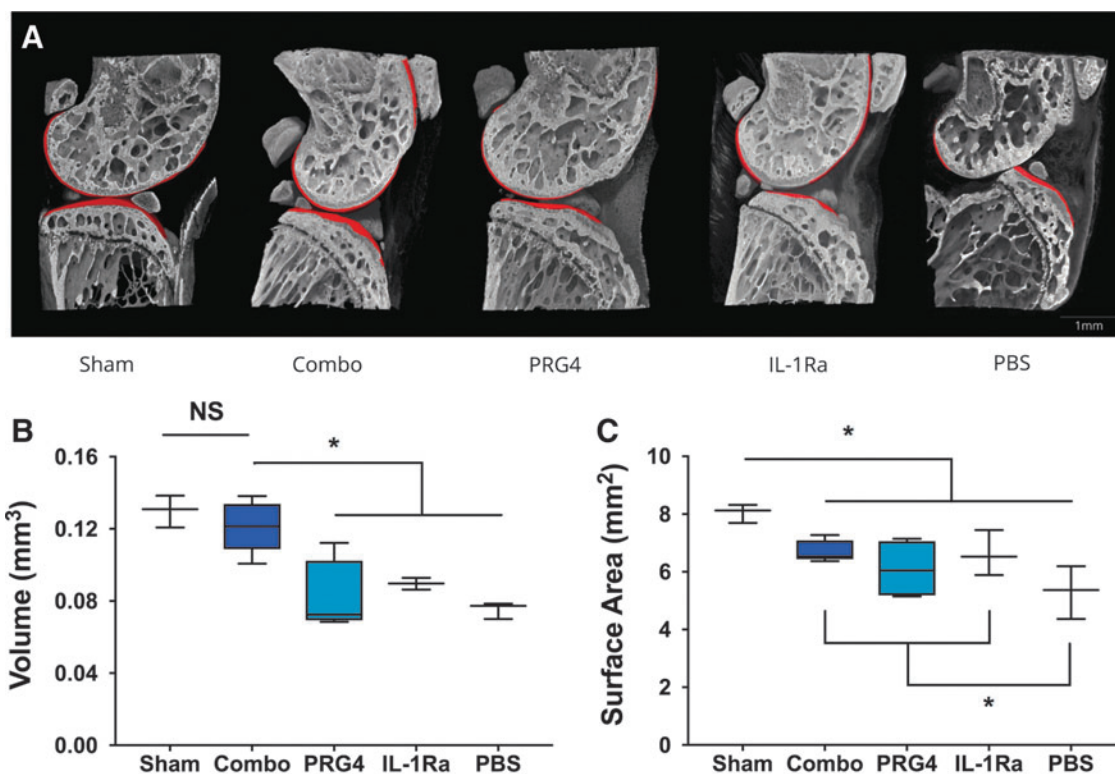 A
1mm
Sham Combo PRG4 IL-1Ra PBS
B
NS
*
Volume (mm³)
0.16
0.12
0.08
0.04
0.00
Sham Combo PRG4 IL-1Ra PBS
C
*
Surface Area (mm²)
10
8
6
4
2
0
*
Sham Combo PRG4 IL-1Ra PBS